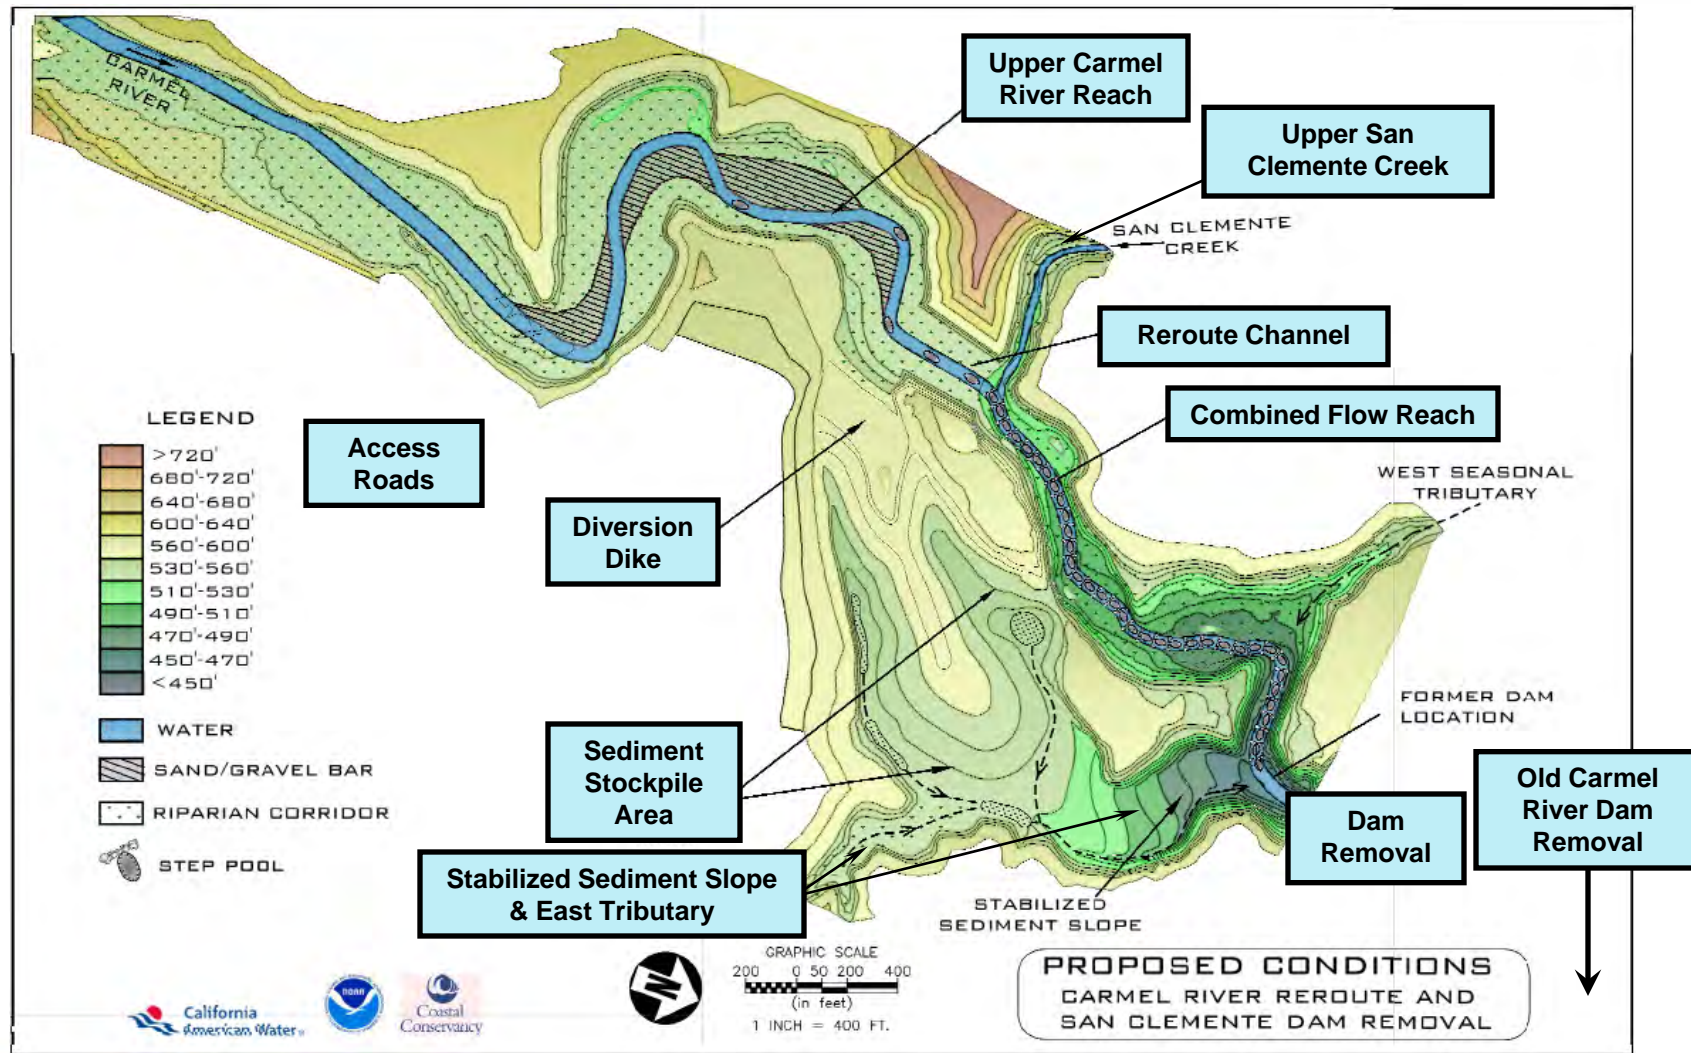 CARMEL
RIVER
Upper Carmel
River Reach
Upper San
Clemente Creek
SAN CLEMENTE
CREEK
Reroute Channel
Combined Flow Reach
WEST SEASONAL
TRIBUTARY
LEGEND
>720'
680'-720'
640'-680'
600'-640'
560'-600'
530'-560'
510'-530'
490'-510'
470'-490'
450'-470'
<450'
WATER
SAND/GRAVEL BAR
RIPARIAN CORRIDOR
STEP POOL
Access
Roads
Diversion
Dike
Sediment
Stockpile
Area
Stabilized Sediment Slope
& East Tributary
FORMER DAM
LOCATION
Dam
Removal
Old Carmel
River Dam
Removal
STABILIZED
SEDIMENT SLOPE
California
American Water
NOAA
Coastal
Conservancy
N
GRAPHIC SCALE
200 0 50 200 400
(in feet)
1 INCH = 400 FT.
PROPOSED CONDITIONS
CARMEL RIVER REROUTE AND
SAN CLEMENTE DAM REMOVAL